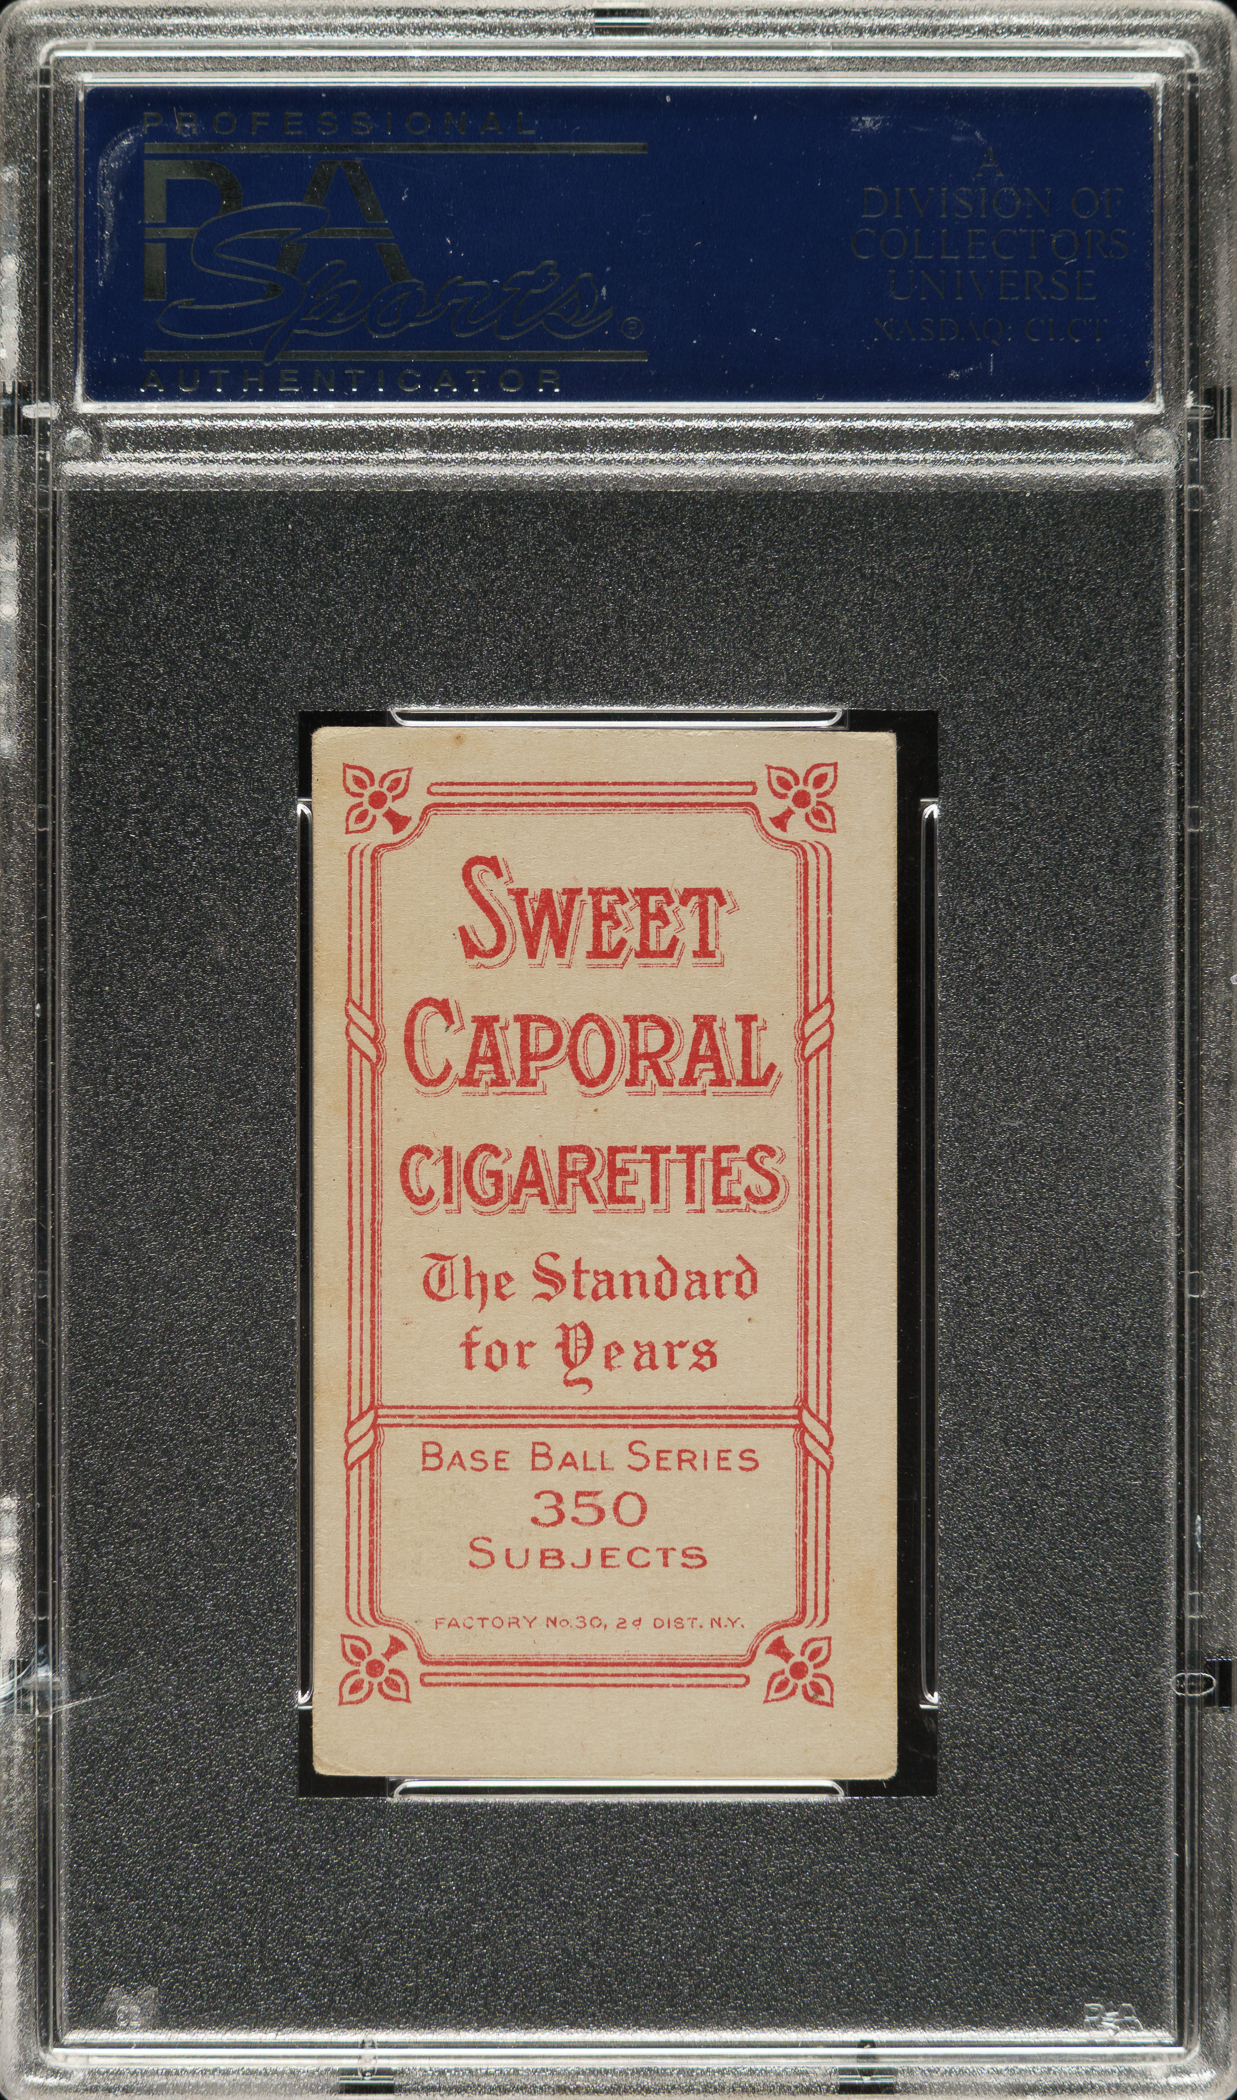 PROFESSIONAL
PSA
Sports ®
AUTHENTICATOR
A
DIVISION OF
COLLECTORS
UNIVERSE
NASDAQ: CLCT
SWEET
CAPORAL
CIGARETTES
The Standard
for Years
BASE BALL SERIES
350
SUBJECTS
FACTORY No. 30, 2d DIST. N.Y.
PSA